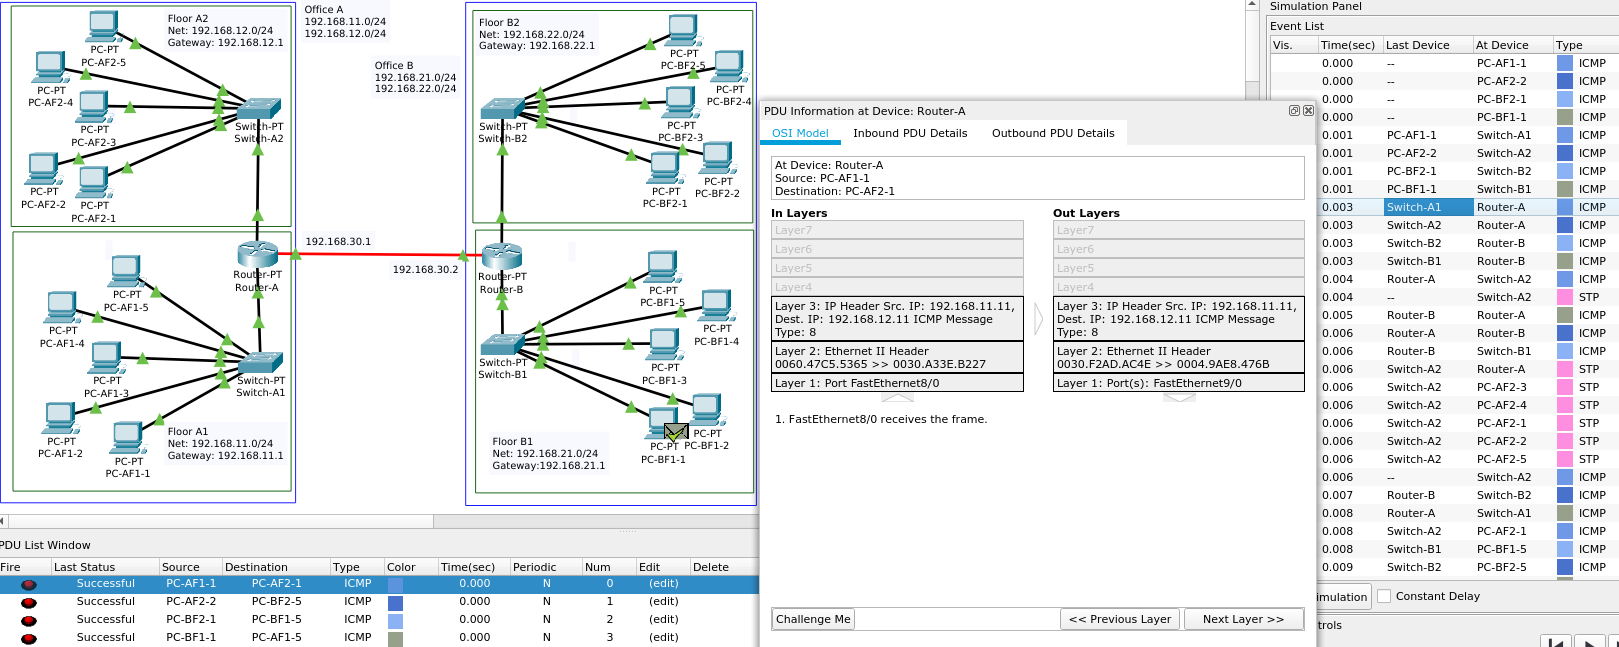 Floor A2
Net: 192.168.12.0/24
Gateway: 192.168.12.1
PC-PT
PC-AF2-5
PC-PT
PC-AF2-4
PC-PT
PC-AF2-3
PC-PT
PC-AF2-2
PC-PT
PC-AF2-1
Switch-PT
Switch-A2
Office A
192.168.11.0/24
192.168.12.0/24
Office B
192.168.21.0/24
192.168.22.0/24
Floor B2
Net: 192.168.22.0/24
Gateway: 192.168.22.1
PC-PT
PC-BF2-5
PC-PT
PC-BF2-4
PC-PT
PC-BF2-3
PC-PT
PC-BF2-2
PC-PT
PC-BF2-1
Switch-PT
Switch-B2
192.168.30.1
192.168.30.2
Router-PT
Router-A
Router-PT
Router-B
PC-PT
PC-AF1-5
PC-PT
PC-AF1-4
PC-PT
PC-AF1-3
PC-PT
PC-AF1-2
PC-PT
PC-AF1-1
Switch-PT
Switch-A1
Floor A1
Net: 192.168.11.0/24
Gateway: 192.168.11.1
PC-PT
PC-BF1-5
PC-PT
PC-BF1-4
PC-PT
PC-BF1-3
PC-PT
PC-BF1-2
PC-PT
PC-BF1-1
Switch-PT
Switch-B1
Floor B1
Net: 192.168.21.0/24
Gateway:192.168.21.1
PDU List Window
Fire Last Status Source Destination Type Color Time(sec) Periodic Num Edit Delete
Successful PC-AF1-1 PC-AF2-1 ICMP 0.000 N 0 (edit)
Successful PC-AF2-2 PC-BF2-5 ICMP 0.000 N 1 (edit)
Successful PC-BF2-1 PC-BF1-5 ICMP 0.000 N 2 (edit)
Successful PC-BF1-1 PC-AF1-5 ICMP 0.000 N 3 (edit)
PDU Information at Device: Router-A
OSI Model Inbound PDU Details Outbound PDU Details
At Device: Router-A
Source: PC-AF1-1
Destination: PC-AF2-1
In Layers
Layer7
Layer6
Layer5
Layer4
Layer 3: IP Header Src. IP: 192.168.11.11,
Dest. IP: 192.168.12.11 ICMP Message
Type: 8
Layer 2: Ethernet II Header
0060.47C5.5365 >> 0030.A33E.B227
Layer 1: Port FastEthernet8/0
Out Layers
Layer7
Layer6
Layer5
Layer4
Layer 3: IP Header Src. IP: 192.168.11.11,
Dest. IP: 192.168.12.11 ICMP Message
Type: 8
Layer 2: Ethernet II Header
0030.F2AD.AC4E >> 0004.9AE8.476B
Layer 1: Port(s): FastEthernet9/0
1. FastEthernet8/0 receives the frame.
Challenge Me << Previous Layer Next Layer >>
Simulation Panel
Event List
Vis. Time(sec) Last Device At Device Type
0.000 -- PC-AF1-1 ICMP
0.000 -- PC-AF2-2 ICMP
0.000 -- PC-BF2-1 ICMP
0.000 -- PC-BF1-1 ICMP
0.001 PC-AF1-1 Switch-A1 ICMP
0.001 PC-AF2-2 Switch-A2 ICMP
0.001 PC-BF2-1 Switch-B2 ICMP
0.001 PC-BF1-1 Switch-B1 ICMP
0.003 Switch-A1 Router-A ICMP
0.003 Switch-A2 Router-A ICMP
0.003 Switch-B2 Router-B ICMP
0.003 Switch-B1 Router-B ICMP
0.004 Router-A Switch-A2 ICMP
0.004 -- Switch-A2 STP
0.005 Router-B Router-A ICMP
0.006 Router-A Router-B ICMP
0.006 Router-B Switch-B1 ICMP
0.006 Switch-A2 Router-A STP
0.006 Switch-A2 PC-AF2-3 STP
0.006 Switch-A2 PC-AF2-4 STP
0.006 Switch-A2 PC-AF2-1 STP
0.006 Switch-A2 PC-AF2-2 STP
0.006 Switch-A2 PC-AF2-5 STP
0.006 -- Switch-A2 ICMP
0.007 Router-B Switch-B2 ICMP
0.008 Router-A Switch-A1 ICMP
0.008 Switch-A2 PC-AF2-1 ICMP
0.008 Switch-B1 PC-BF1-5 ICMP
0.009 Switch-B2 PC-BF2-5 ICMP
imulation Constant Delay
trols